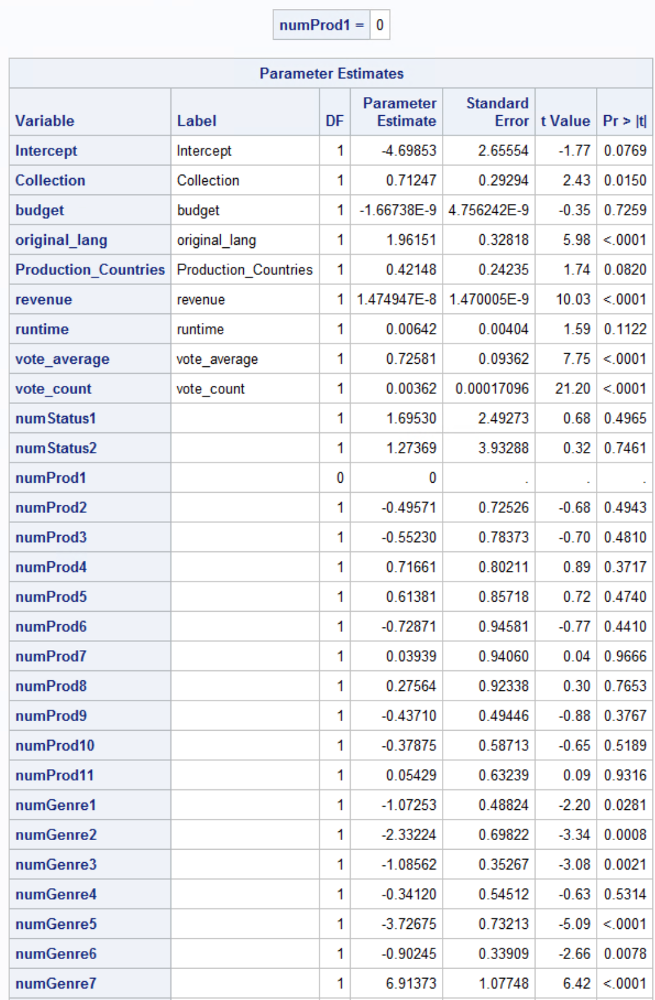 numProd1 = 0
Parameter Estimates
Variable Label DF Parameter Estimate Standard Error t Value Pr > |t|
Intercept Intercept 1 -4.69853 2.65554 -1.77 0.0769
Collection Collection 1 0.71247 0.29294 2.43 0.0150
budget budget 1 -1.66738E-9 4.756242E-9 -0.35 0.7259
original_lang original_lang 1 1.96151 0.32818 5.98 <.0001
Production_Countries Production_Countries 1 0.42148 0.24235 1.74 0.0820
revenue revenue 1 1.474947E-8 1.470005E-9 10.03 <.0001
runtime runtime 1 0.00642 0.00404 1.59 0.1122
vote_average vote_average 1 0.72581 0.09362 7.75 <.0001
vote_count vote_count 1 0.00362 0.00017096 21.20 <.0001
numStatus1 1 1.69530 2.49273 0.68 0.4965
numStatus2 1 1.27369 3.93288 0.32 0.7461
numProd1 0 0 . . .
numProd2 1 -0.49571 0.72526 -0.68 0.4943
numProd3 1 -0.55230 0.78373 -0.70 0.4810
numProd4 1 0.71661 0.80211 0.89 0.3717
numProd5 1 0.61381 0.85718 0.72 0.4740
numProd6 1 -0.72871 0.94581 -0.77 0.4410
numProd7 1 0.03939 0.94060 0.04 0.9666
numProd8 1 0.27564 0.92338 0.30 0.7653
numProd9 1 -0.43710 0.49446 -0.88 0.3767
numProd10 1 -0.37875 0.58713 -0.65 0.5189
numProd11 1 0.05429 0.63239 0.09 0.9316
numGenre1 1 -1.07253 0.48824 -2.20 0.0281
numGenre2 1 -2.33224 0.69822 -3.34 0.0008
numGenre3 1 -1.08562 0.35267 -3.08 0.0021
numGenre4 1 -0.34120 0.54512 -0.63 0.5314
numGenre5 1 -3.72675 0.73213 -5.09 <.0001
numGenre6 1 -0.90245 0.33909 -2.66 0.0078
numGenre7 1 6.91373 1.07748 6.42 <.0001